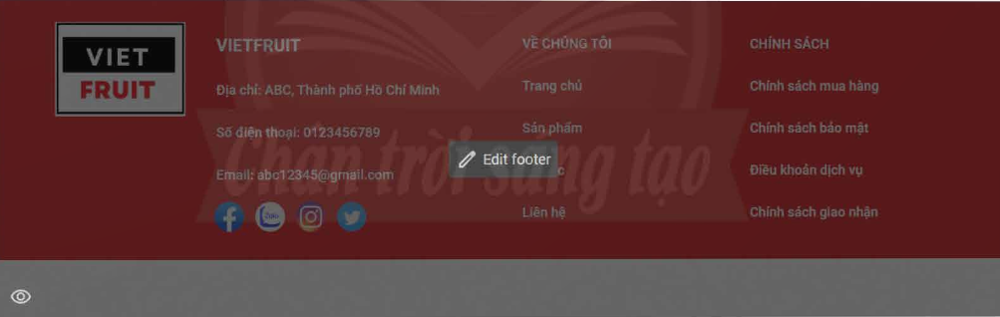 VIET
FRUIT
VIETFRUIT
Địa chỉ: ABC, Thành phố Hồ Chí Minh
Số điện thoại: 0123456789
Email: abc12345@gmail.com
Zalo
VỀ CHÚNG TÔI
Trang chủ
Sản phẩm
Liên hệ
CHÍNH SÁCH
Chính sách mua hàng
Chính sách bảo mật
Điều khoản dịch vụ
Chính sách giao nhận
Edit footer
Chân trời sáng tạo